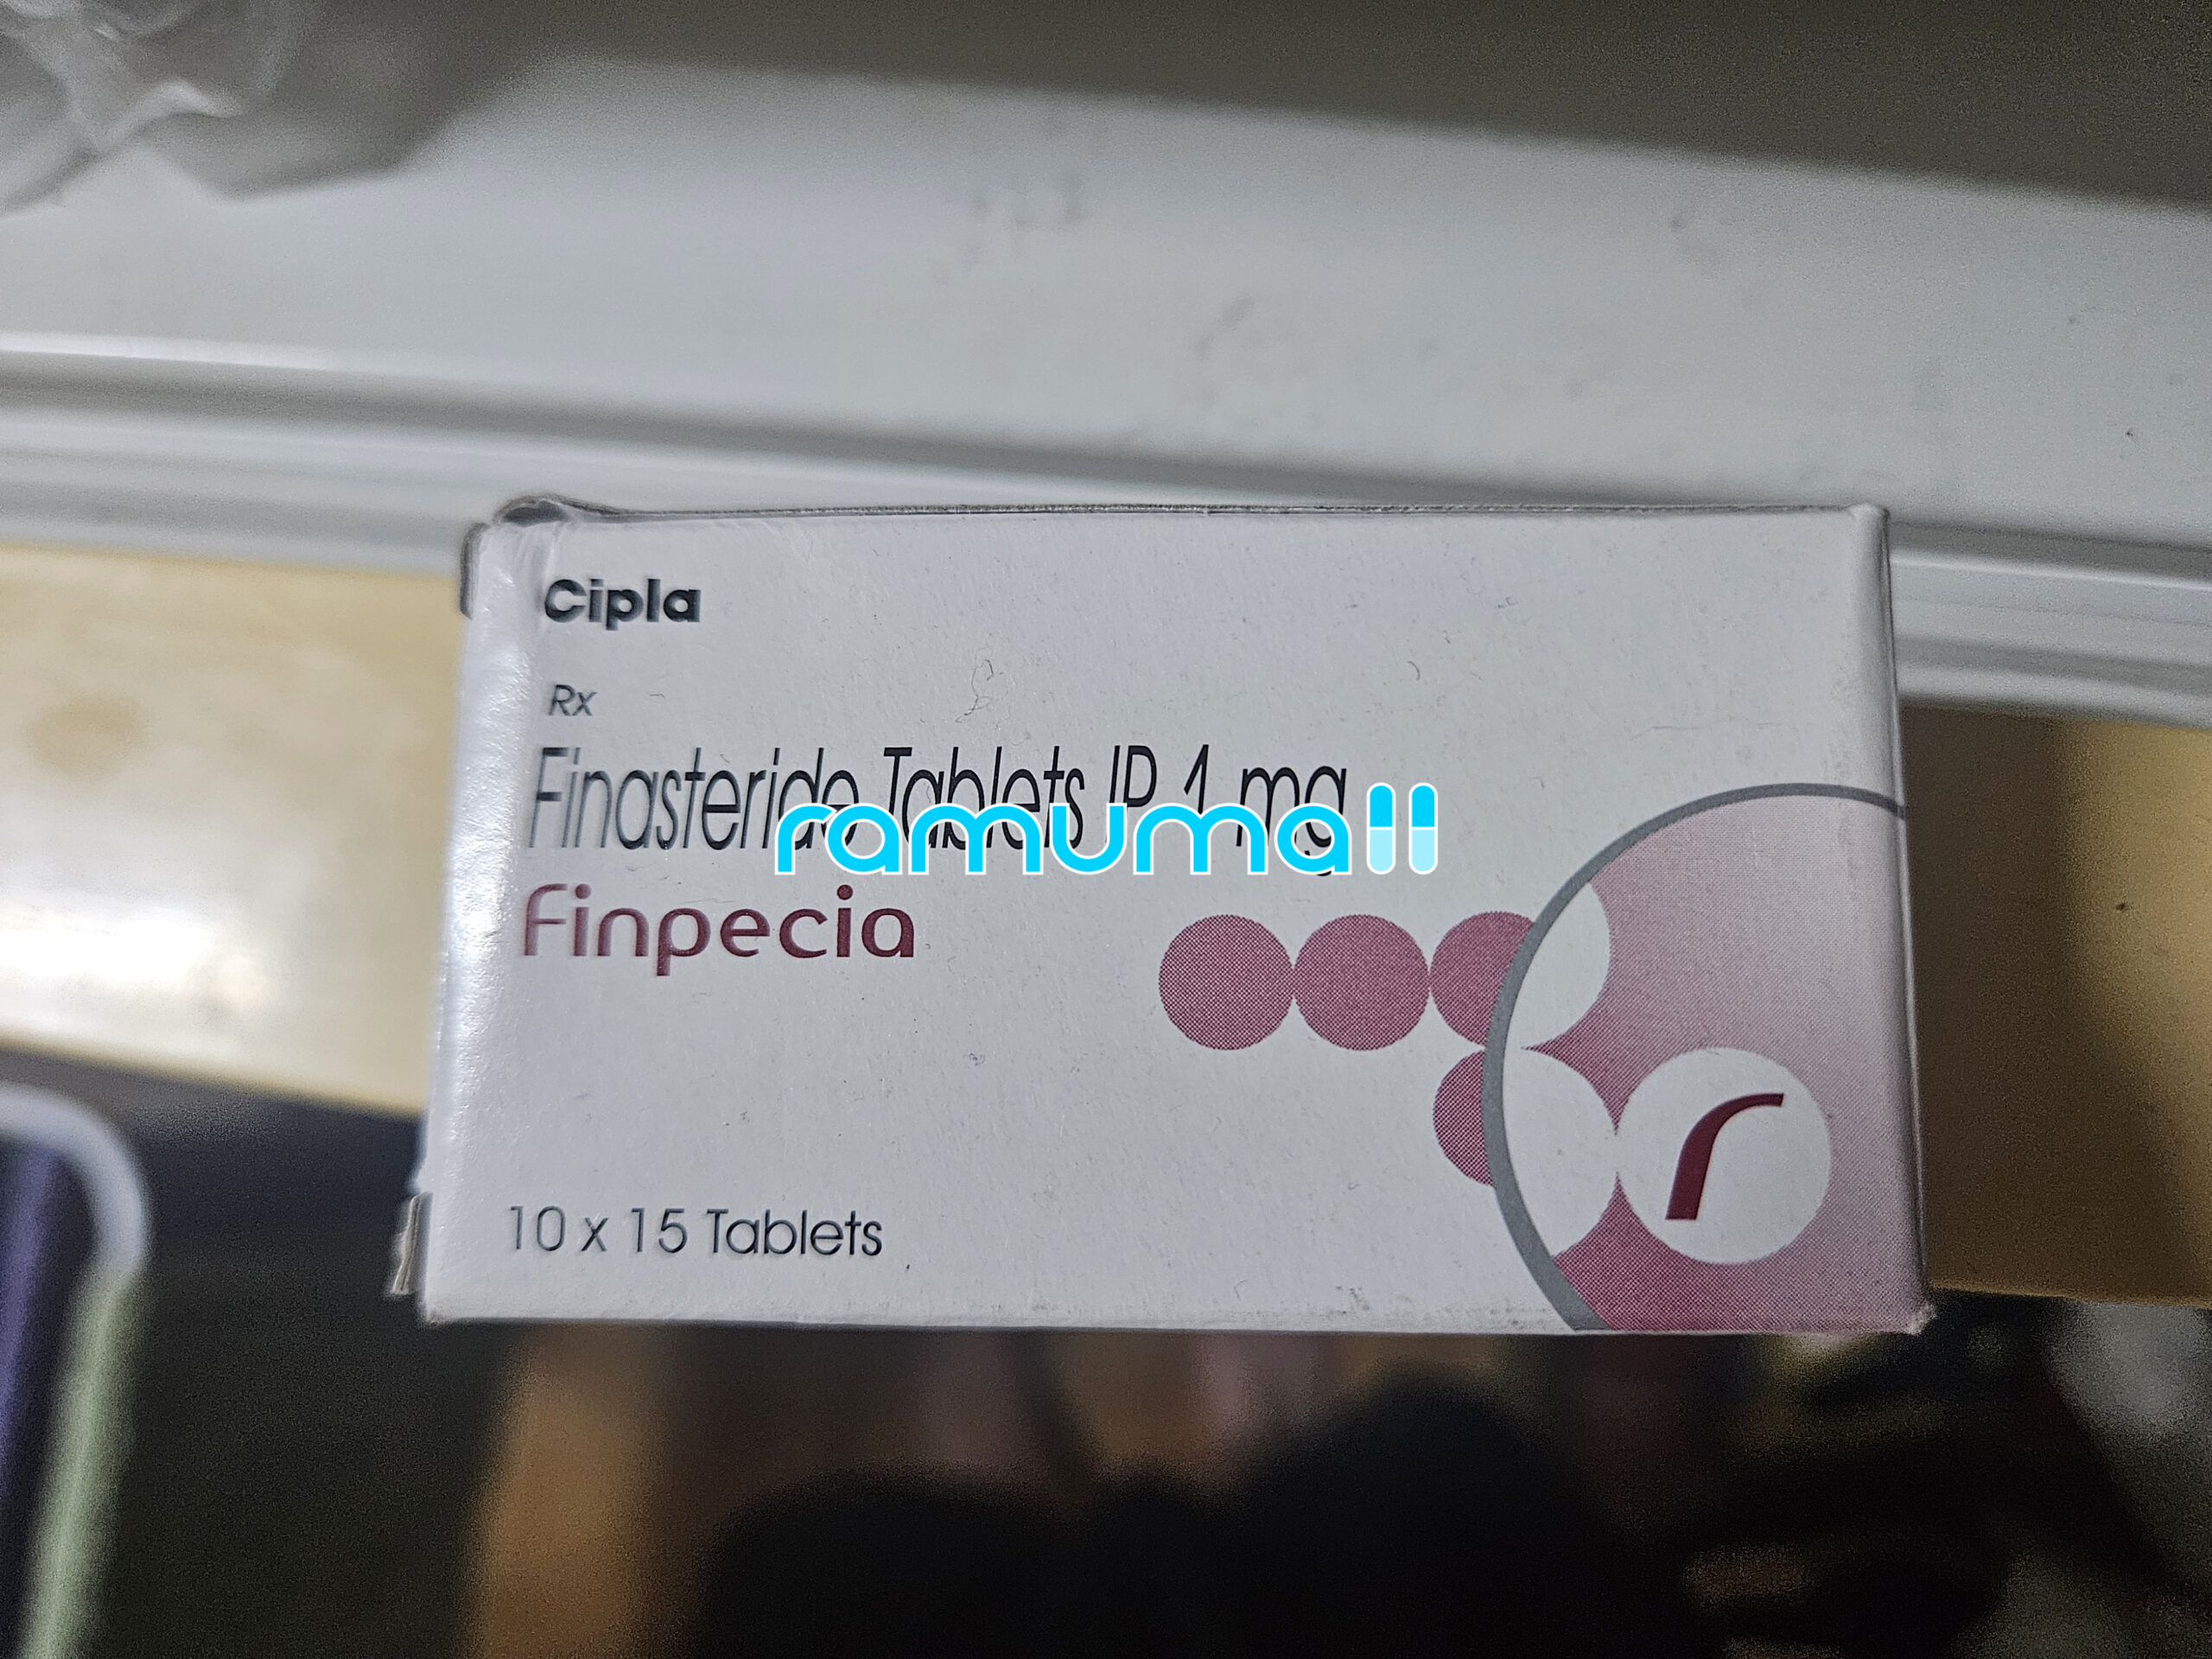 Cipla
Rx
Finasteride Tablets IP 1 mg
ramumall
Finpecia
10 x 15 Tablets
r